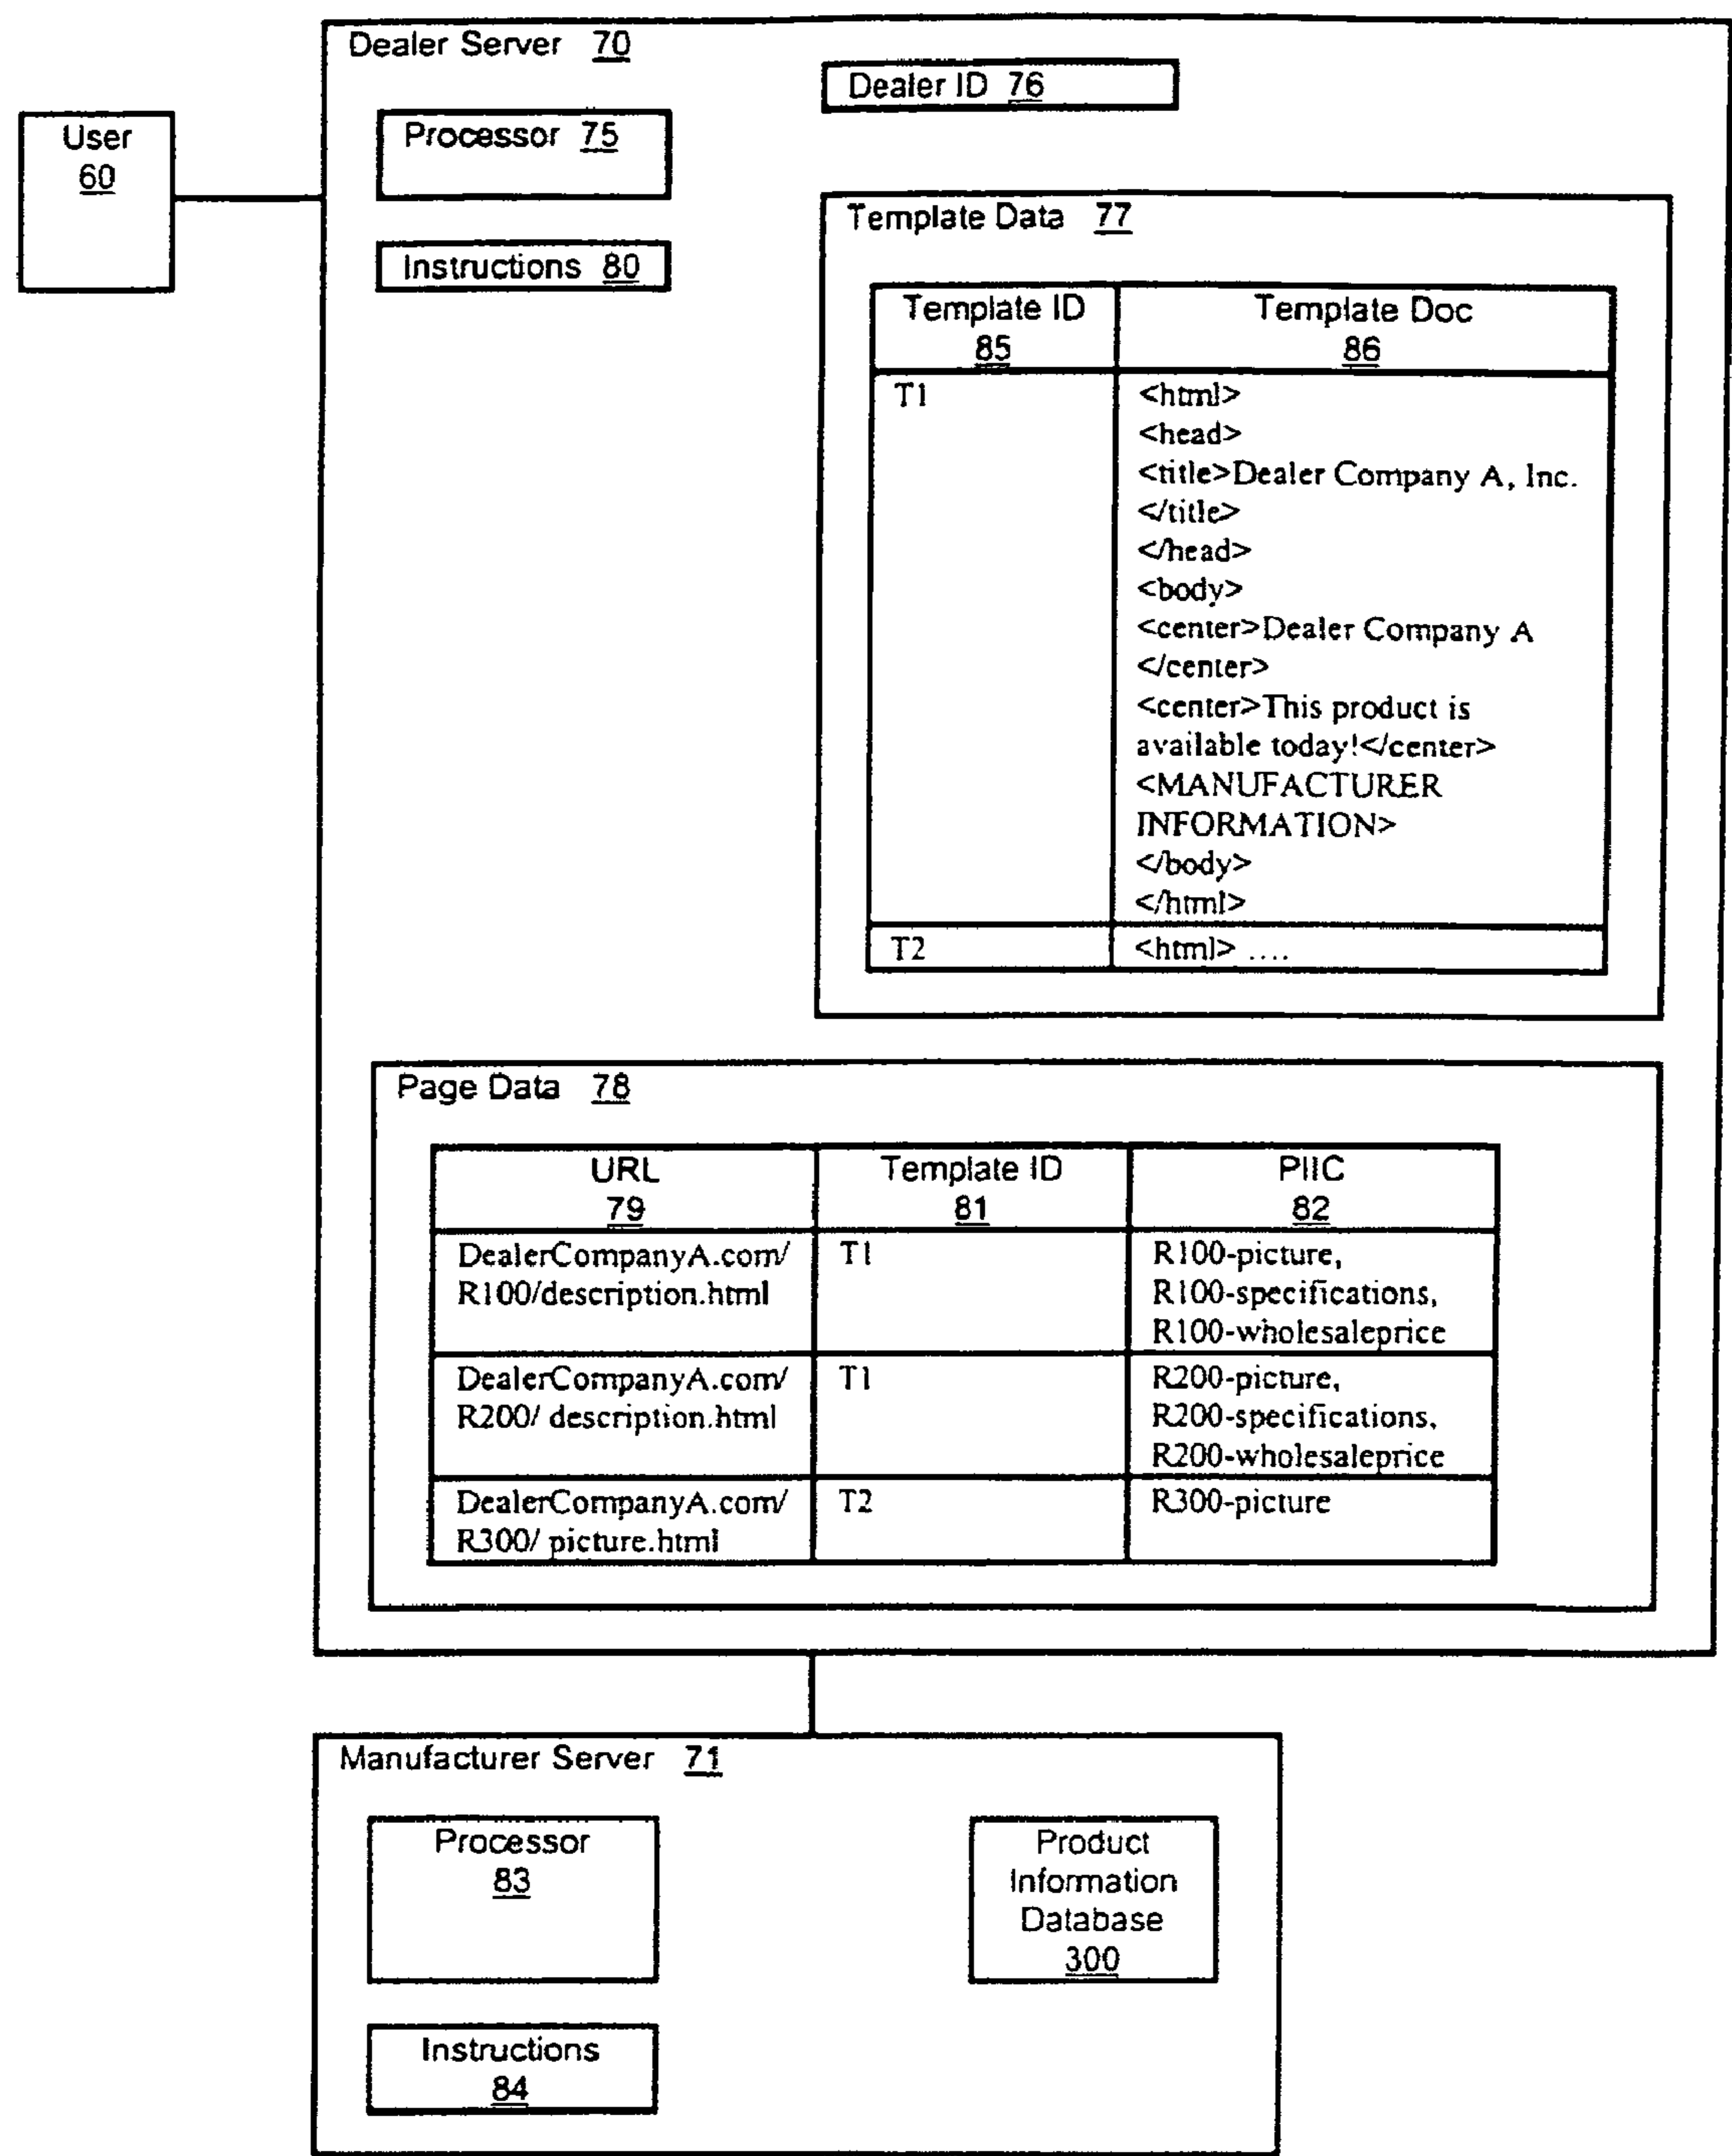 Dealer Server 70
Dealer ID 76
User
60
Processor 75
Instructions 80
Template Data 77
Template ID
85
Template Doc
86
T1
<html>
<head>
<title>Dealer Company A, Inc.
</title>
</head>
<body>
<center>Dealer Company A
</center>
<center>This product is
available today!</center>
<MANUFACTURER
INFORMATION>
</body>
</html>
T2
<html> ....
Page Data 78
URL
79
Template ID
81
PIIC
82
DealerCompanyA.com/
R100/description.html
T1
R100-picture,
R100-specifications,
R100-wholesaleprice
DealerCompanyA.com/
R200/ description.html
T1
R200-picture,
R200-specifications,
R200-wholesaleprice
DealerCompanyA.com/
R300/ picture.html
T2
R300-picture
Manufacturer Server 71
Processor
83
Product
Information
Database
300
Instructions
84